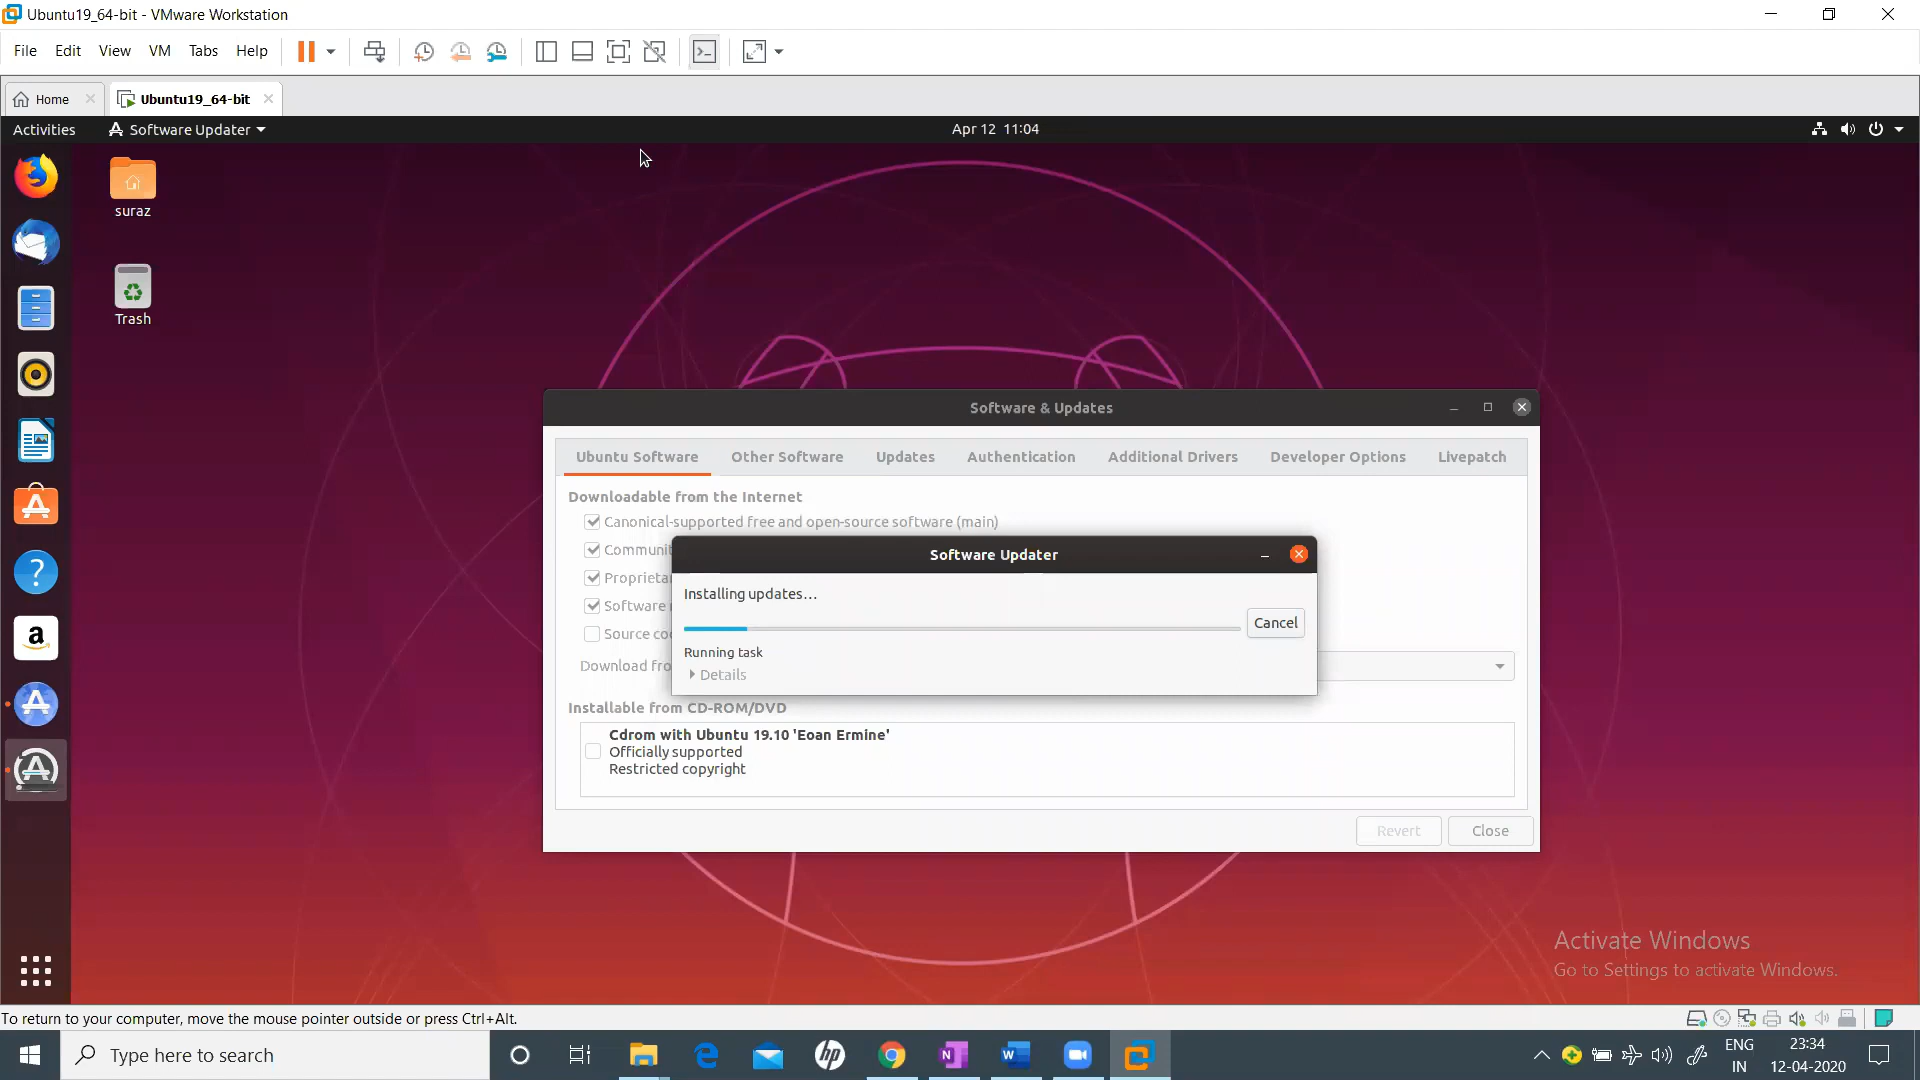 Ubuntu19_64-bit - VMware Workstation
File Edit View VM Tabs Help
Home Ubuntu19_64-bit
Activities Software Updater Apr 12 11:04
suraz
Trash
Software & Updates
Ubuntu Software Other Software Updates Authentication Additional Drivers Developer Options Livepatch
Downloadable from the Internet
Canonical-supported free and open-source software (main)
Communit
Proprieta
Software
Source co
Download fro
Software Updater
Installing updates...
Cancel
Running task
Details
Installable from CD-ROM/DVD
Cdrom with Ubuntu 19.10 'Eoan Ermine'
Officially supported
Restricted copyright
Revert Close
Activate Windows
Go to Settings to activate Windows.
To return to your computer, move the mouse pointer outside or press Ctrl+Alt.
Type here to search
ENG
IN
23:34
12-04-2020